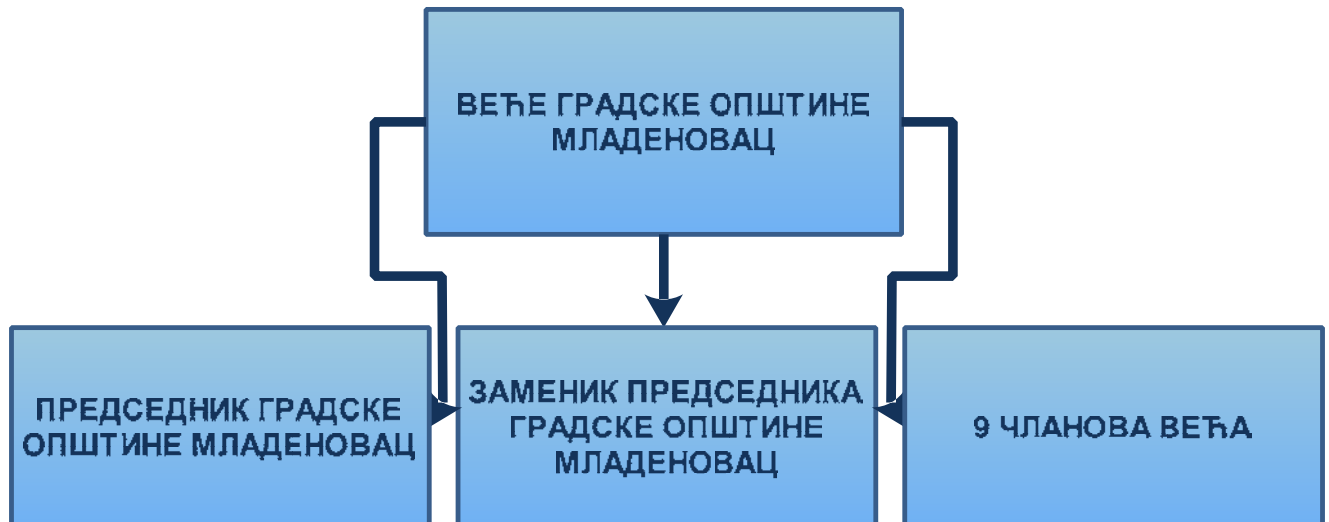 ВЕЋЕ ГРАДСКЕ ОПШТИНЕ
МЛАДЕНОВАЦ
ПРЕДСЕДНИК ГРАДСКЕ
ОПШТИНЕ МЛАДЕНОВАЦ
ЗАМЕНИК ПРЕДСЕДНИКА
ГРАДСКЕ ОПШТИНЕ
МЛАДЕНОВАЦ
9 ЧЛАНОВА ВЕЋА